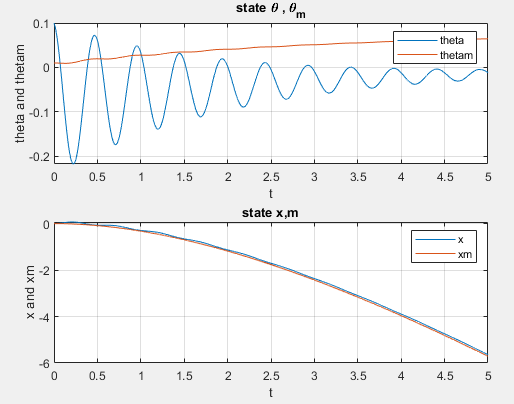 state θ , θm
theta and thetam
0.1
0
-0.1
-0.2
theta
thetam
0 0.5 1 1.5 2 2.5 3 3.5 4 4.5 5
t
state x,m
x and xm
0
-2
-4
-6
x
xm
0 0.5 1 1.5 2 2.5 3 3.5 4 4.5 5
t